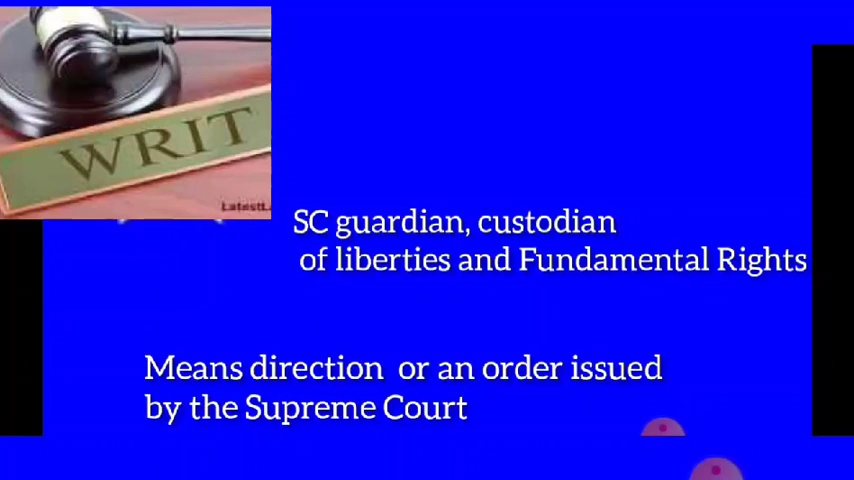 WRIT
LatestL
SC guardian, custodian
of liberties and Fundamental Rights
Means direction or an order issued
by the Supreme Court